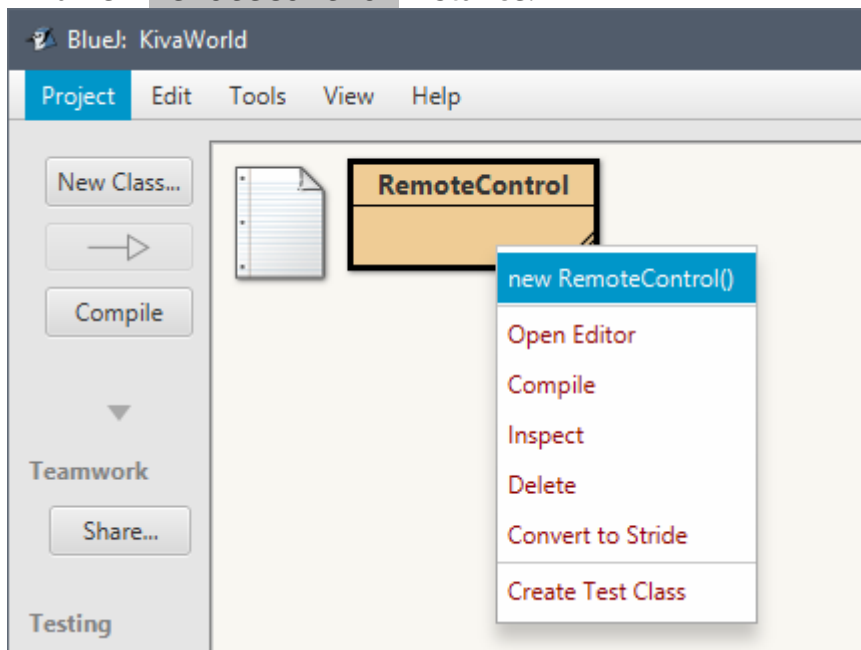 BlueJ: KivaWorld
Project Edit Tools View Help
New Class...
Compile
Teamwork
Share...
Testing
RemoteControl
new RemoteControl()
Open Editor
Compile
Inspect
Delete
Convert to Stride
Create Test Class